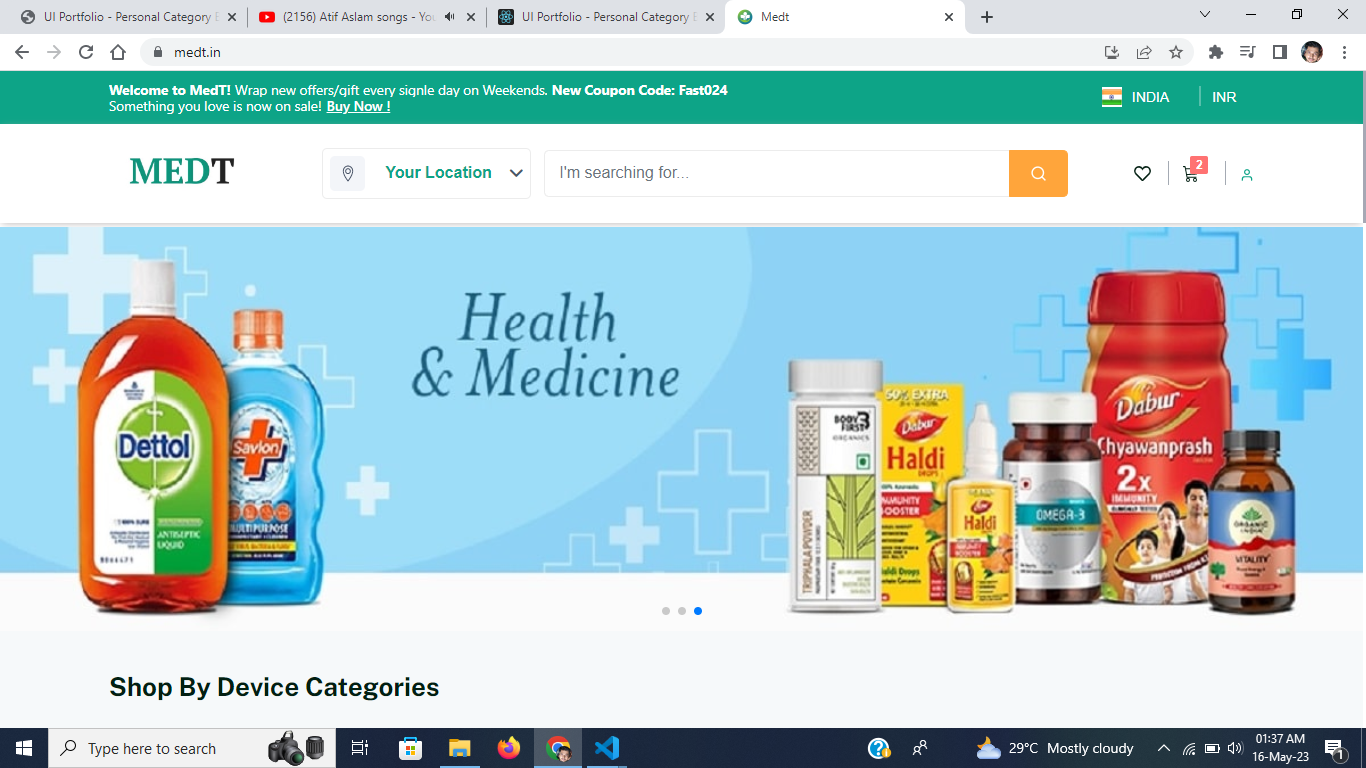 UI Portfolio - Personal Category
(2156) Atif Aslam songs - You
UI Portfolio - Personal Category
Medt
medt.in
Welcome to MedT! Wrap new offers/gift every signle day on Weekends. New Coupon Code: Fast024
Something you love is now on sale! Buy Now !
INDIA
INR
MEDT
Your Location
I'm searching for...
2
Health
& Medicine
Dettol
ANTISEPTIC
LIQUID
Savlon
MULTIPURPOSE
BODY FIRST
ORGANICS
TRIPHALA POWDER
50% EXTRA
Dabur
Haldi
DROPS
IMMUNITY
BOOSTER
Haldi Drops
Haldi
OMEGA-3
Dabur
Chyawanprash
2x
IMMUNITY
ORGANIC
INDIA
VITALITY
Shop By Device Categories
Type here to search
29°C Mostly cloudy
01:37 AM
16-May-23
1